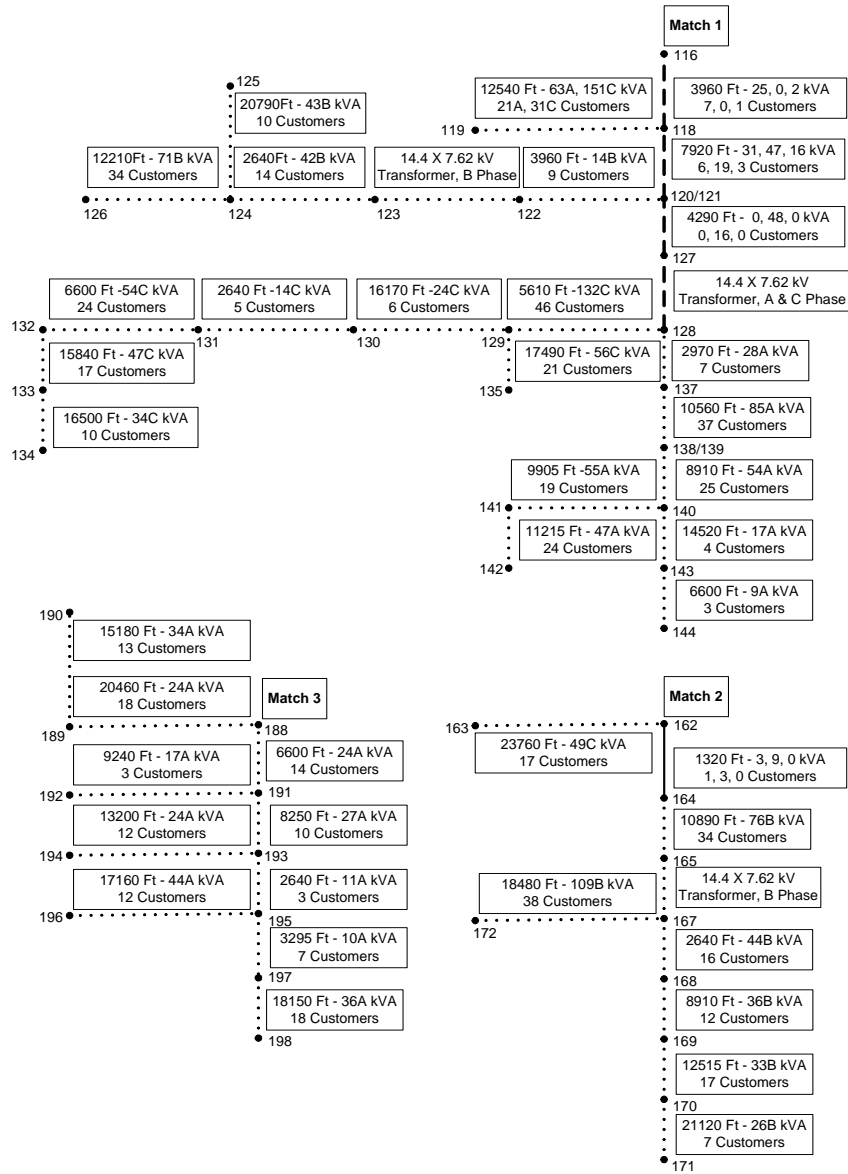 Match 1
116
125
12540 Ft - 63A, 151C kVA
21A, 31C Customers
3960 Ft - 25, 0, 2 kVA
7, 0, 1 Customers
20790Ft - 43B kVA
10 Customers
119
118
12210Ft - 71B kVA
34 Customers
2640Ft - 42B kVA
14 Customers
14.4 X 7.62 kV
Transformer, B Phase
3960 Ft - 14B kVA
9 Customers
7920 Ft - 31, 47, 16 kVA
6, 19, 3 Customers
126
124
123
122
120/121
4290 Ft - 0, 48, 0 kVA
0, 16, 0 Customers
127
6600 Ft -54C kVA
24 Customers
2640 Ft -14C kVA
5 Customers
16170 Ft -24C kVA
6 Customers
5610 Ft -132C kVA
46 Customers
14.4 X 7.62 kV
Transformer, A & C Phase
132
131
130
129
128
15840 Ft - 47C kVA
17 Customers
17490 Ft - 56C kVA
21 Customers
2970 Ft - 28A kVA
7 Customers
133
135
137
16500 Ft - 34C kVA
10 Customers
10560 Ft - 85A kVA
37 Customers
134
138/139
9905 Ft -55A kVA
19 Customers
8910 Ft - 54A kVA
25 Customers
141
140
11215 Ft - 47A kVA
24 Customers
14520 Ft - 17A kVA
4 Customers
142
143
6600 Ft - 9A kVA
3 Customers
144
190
15180 Ft - 34A kVA
13 Customers
20460 Ft - 24A kVA
18 Customers
Match 3
189
188
9240 Ft - 17A kVA
3 Customers
6600 Ft - 24A kVA
14 Customers
192
191
13200 Ft - 24A kVA
12 Customers
8250 Ft - 27A kVA
10 Customers
194
193
17160 Ft - 44A kVA
12 Customers
2640 Ft - 11A kVA
3 Customers
196
195
3295 Ft - 10A kVA
7 Customers
197
18150 Ft - 36A kVA
18 Customers
198
Match 2
163
162
23760 Ft - 49C kVA
17 Customers
1320 Ft - 3, 9, 0 kVA
1, 3, 0 Customers
164
10890 Ft - 76B kVA
34 Customers
165
18480 Ft - 109B kVA
38 Customers
14.4 X 7.62 kV
Transformer, B Phase
172
167
2640 Ft - 44B kVA
16 Customers
168
8910 Ft - 36B kVA
12 Customers
169
12515 Ft - 33B kVA
17 Customers
170
21120 Ft - 26B kVA
7 Customers
171